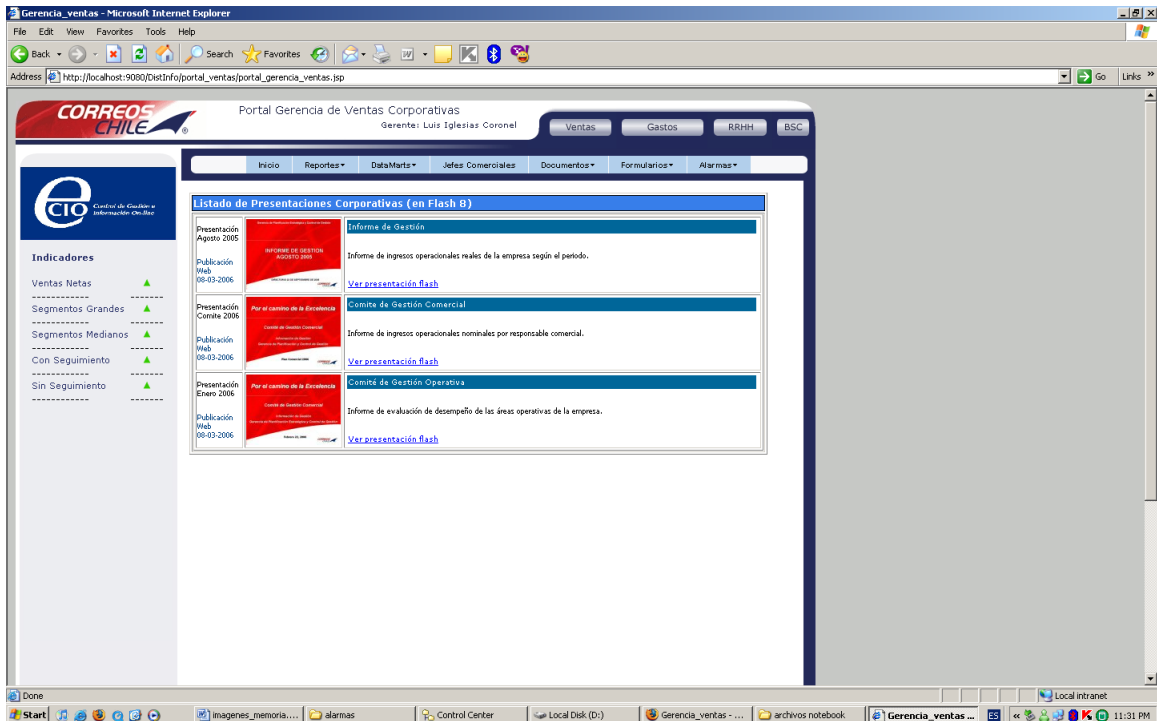 Gerencia_ventas - Microsoft Internet Explorer
File Edit View Favorites Tools Help
Back Search Favorites
Address http://localhost:9080/DistInfo/portal_ventas/portal_gerencia_ventas.jsp Go Links »
CORREOS
CHILE
Portal Gerencia de Ventas Corporativas
Gerente: Luis Iglesias Coronel
Ventas Gastos RRHH BSC
Inicio Reportes DataMarts Jefes Comerciales Documentos Formularios Alarmas
e
CIO
Control de Gestión e
Información On-line
Indicadores
Ventas Netas
------------ -------
Segmentos Grandes
------------ -------
Segmentos Medianos
------------ -------
Con Seguimiento
------------ -------
Sin Seguimiento
------------ -------
Listado de Presentaciones Corporativas (en Flash 8)
Presentación
Agosto 2005
Publicación
Web
08-03-2006
INFORME DE GESTION
AGOSTO 2005
Informe de Gestión
Informe de ingresos operacionales reales de la empresa según el periodo.
Ver presentación flash
Presentación
Comite 2006
Publicación
Web
08-03-2006
Por el camino de la Excelencia
Comité de Gestión Comercial
Comite de Gestión Comercial
Informe de ingresos operacionales nominales por responsable comercial.
Ver presentación flash
Presentación
Enero 2006
Publicación
Web
08-03-2006
Por el camino de la Excelencia
Comité de Gestión Comercial
Comité de Gestión Operativa
Informe de evaluación de desempeño de las áreas operativas de la empresa.
Ver presentación flash
Done Local intranet
Start imagenes_memoria.... alarmas Control Center Local Disk (D:) Gerencia_ventas - ... archivos notebook Gerencia_ventas ... ES « 11:31 PM